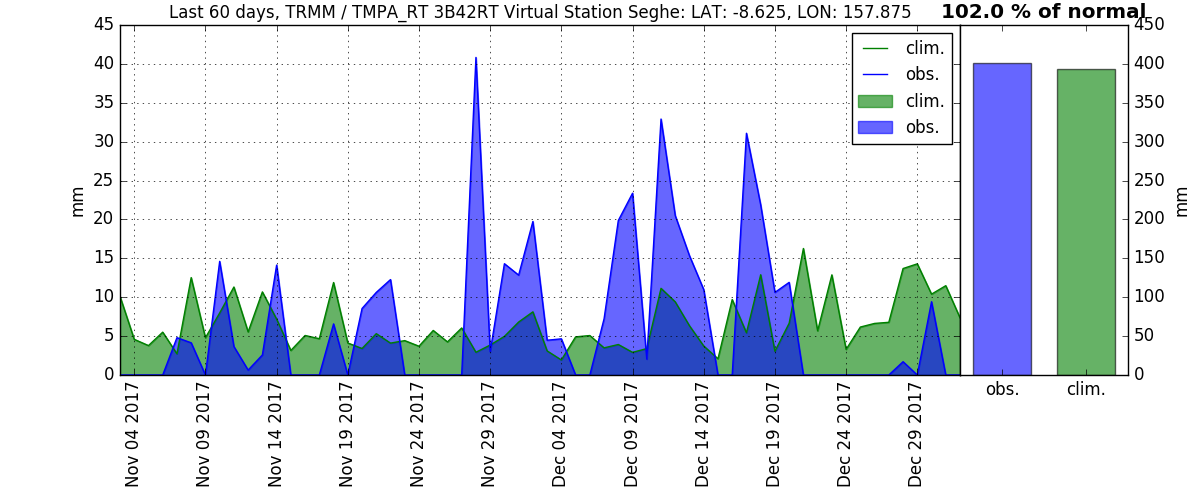 Last 60 days, TRMM / TMPA_RT 3B42RT Virtual Station Seghe: LAT: -8.625, LON: 157.875
102.0 % of normal
45
40
35
30
25
20
15
10
5
0
mm
clim.
obs.
clim.
obs.
450
400
350
300
250
200
150
100
50
0
mm
obs.
clim.
Nov 04 2017
Nov 09 2017
Nov 14 2017
Nov 19 2017
Nov 24 2017
Nov 29 2017
Dec 04 2017
Dec 09 2017
Dec 14 2017
Dec 19 2017
Dec 24 2017
Dec 29 2017